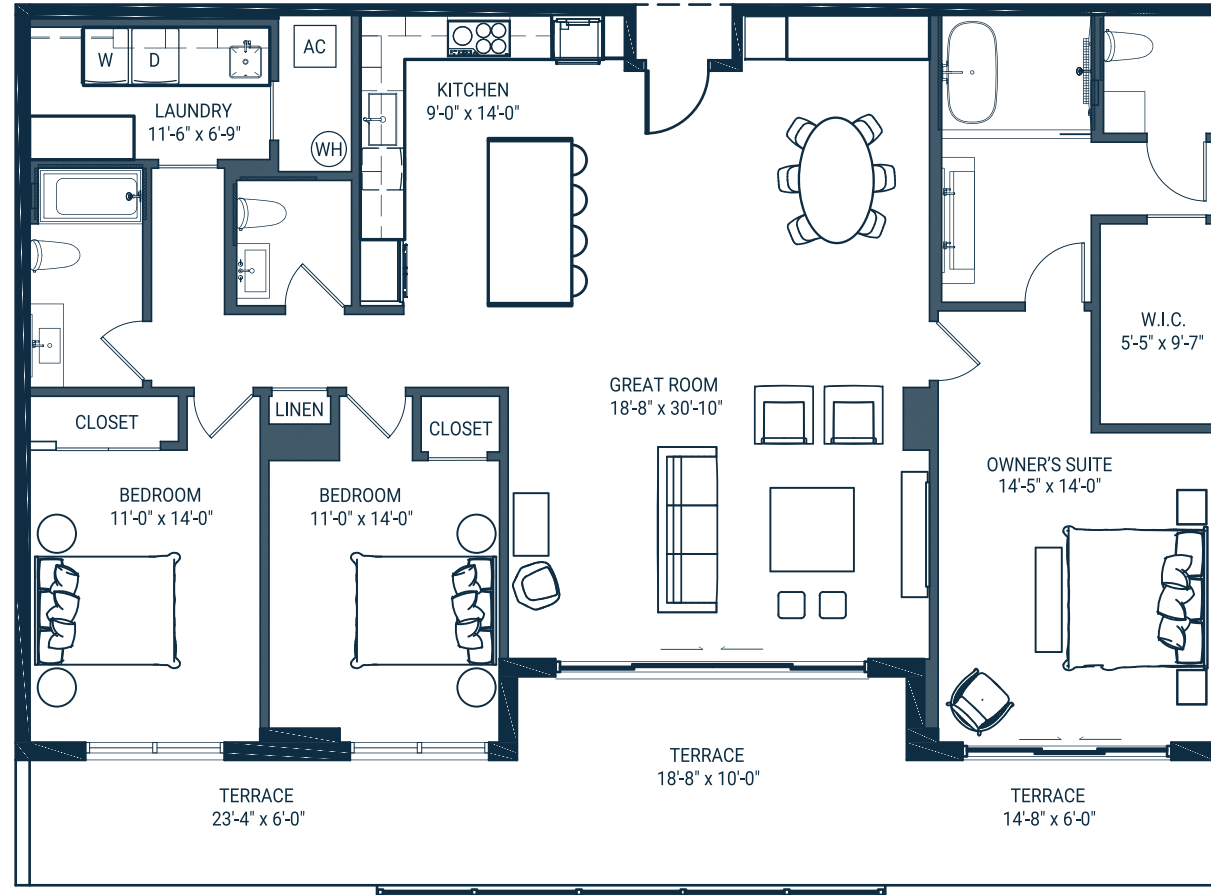 W
D
AC
LAUNDRY
11'-6" x 6'-9"
WH
KITCHEN
9'-0" x 14'-0"
W.I.C.
5'-5" x 9'-7"
GREAT ROOM
18'-8" x 30'-10"
CLOSET
LINEN
CLOSET
BEDROOM
11'-0" x 14'-0"
BEDROOM
11'-0" x 14'-0"
OWNER'S SUITE
14'-5" x 14'-0"
TERRACE
23'-4" x 6'-0"
TERRACE
18'-8" x 10'-0"
TERRACE
14'-8" x 6'-0"